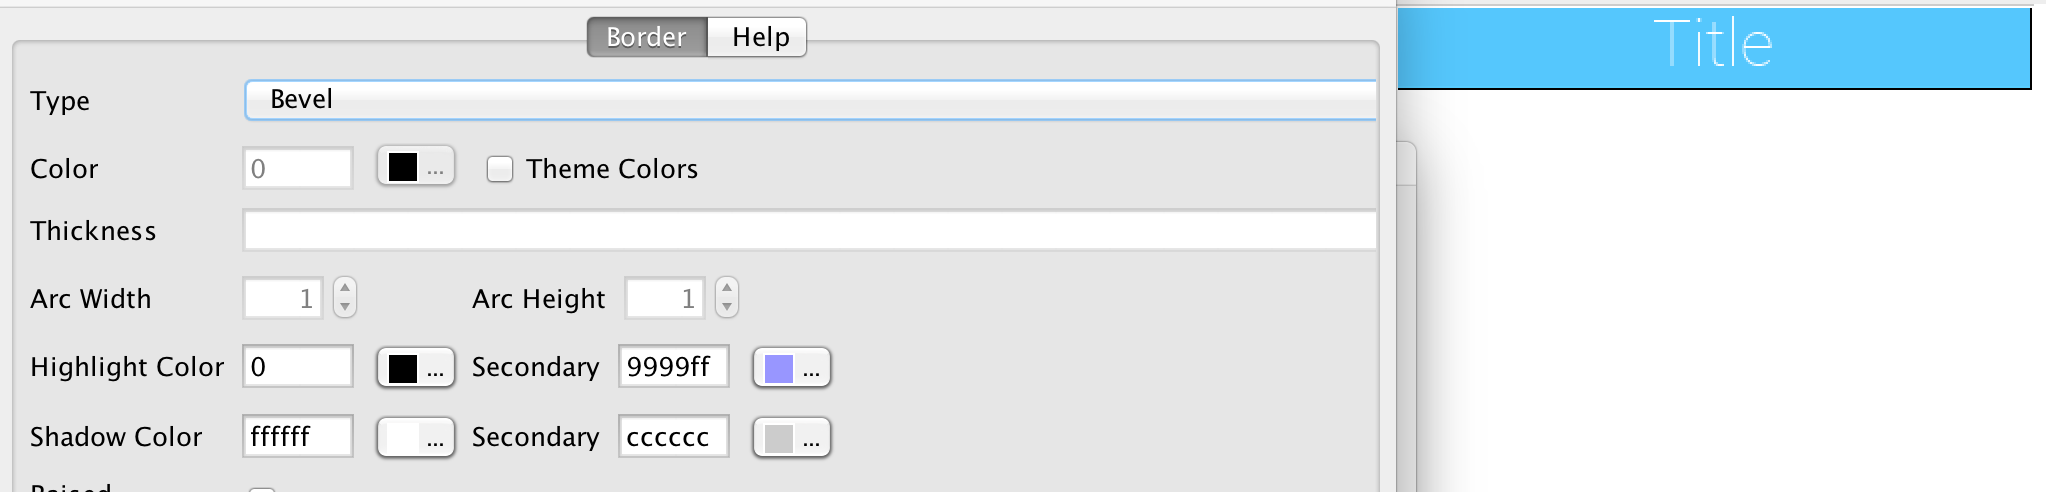 Border Help
Title
Type Bevel
Color 0 ... Theme Colors
Thickness
Arc Width 1 Arc Height 1
Highlight Color 0 ... Secondary 9999ff ...
Shadow Color ffffff ... Secondary cccccc ...
Raised